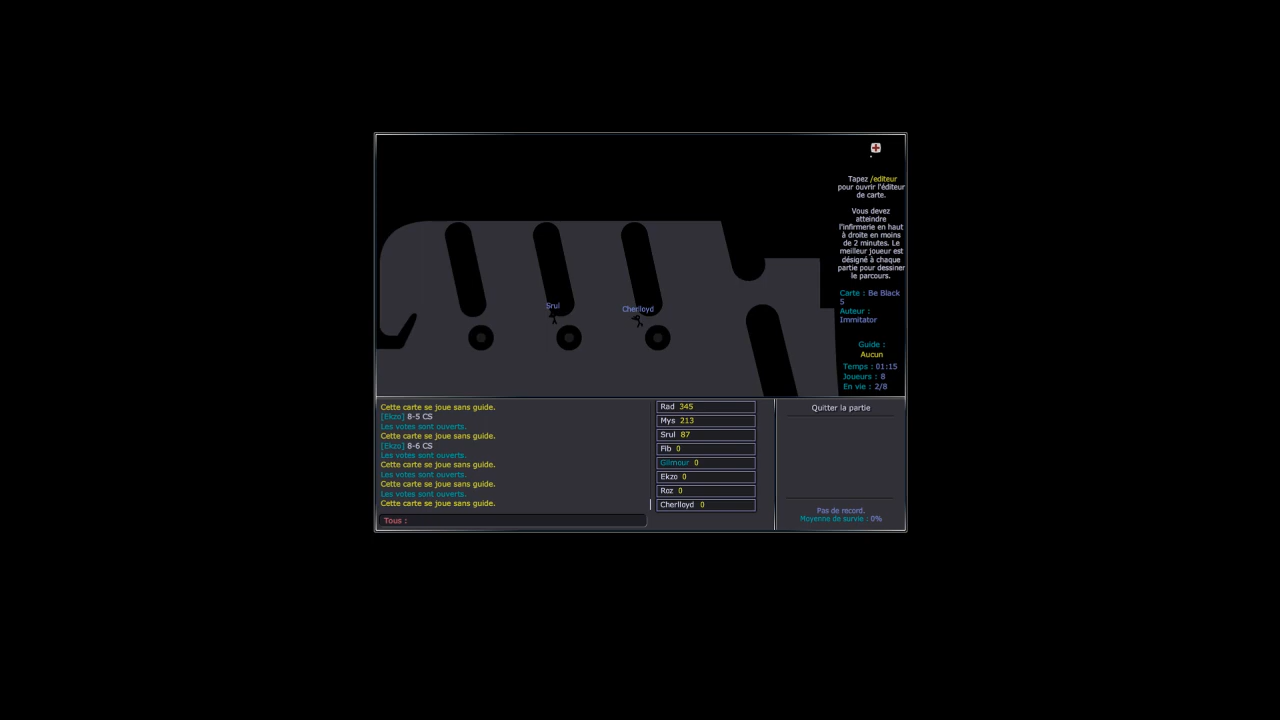 Tapez /editeur
pour ouvrir l'éditeur
de carte.
Vous devez
atteindre
l'infirmerie en haut
à droite en moins
de 2 minutes. Le
meilleur joueur est
désigné à chaque
partie pour dessiner
le parcours.
Carte : Be Black
S
Auteur :
Immitator
Guide :
Aucun
Temps : 01:15
Joueurs : 8
En vie : 2/8
Srul
Cherlloyd
Cette carte se joue sans guide.
[Ekzo] 8-5 CS
Les votes sont ouverts.
Cette carte se joue sans guide.
[Ekzo] 8-6 CS
Les votes sont ouverts.
Cette carte se joue sans guide.
Les votes sont ouverts.
Cette carte se joue sans guide.
Les votes sont ouverts.
Cette carte se joue sans guide.
Tous :
Rad 345
Mys 213
Srul 87
Fib 0
Gilmour 0
Ekzo 0
Roz 0
Cherlloyd 0
Quitter la partie
Pas de record.
Moyenne de survie : 0%